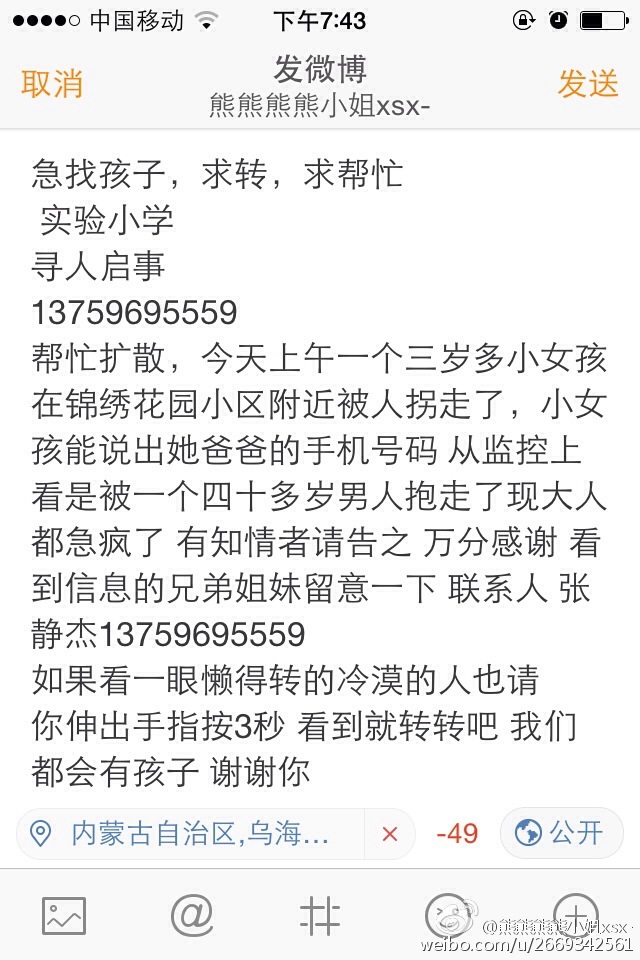 中国移动 下午7:43
取消 发微博 发送
熊熊熊熊小姐xsx-
急找孩子，求转，求帮忙
实验小学
寻人启事
13759695559
帮忙扩散，今天上午一个三岁多小女孩
在锦绣花园小区附近被人拐走了，小女
孩能说出她爸爸的手机号码 从监控上
看是被一个四十多岁男人抱走了现大人
都急疯了 有知情者请告之 万分感谢 看
到信息的兄弟姐妹留意一下 联系人 张
静杰13759695559
如果看一眼懒得转的冷漠的人也请
你伸出手指按3秒 看到就转转吧 我们
都会有孩子 谢谢你
内蒙古自治区,乌海... × -49 公开
@熊熊熊熊小姐xsx-
weibo.com/u/2669342561